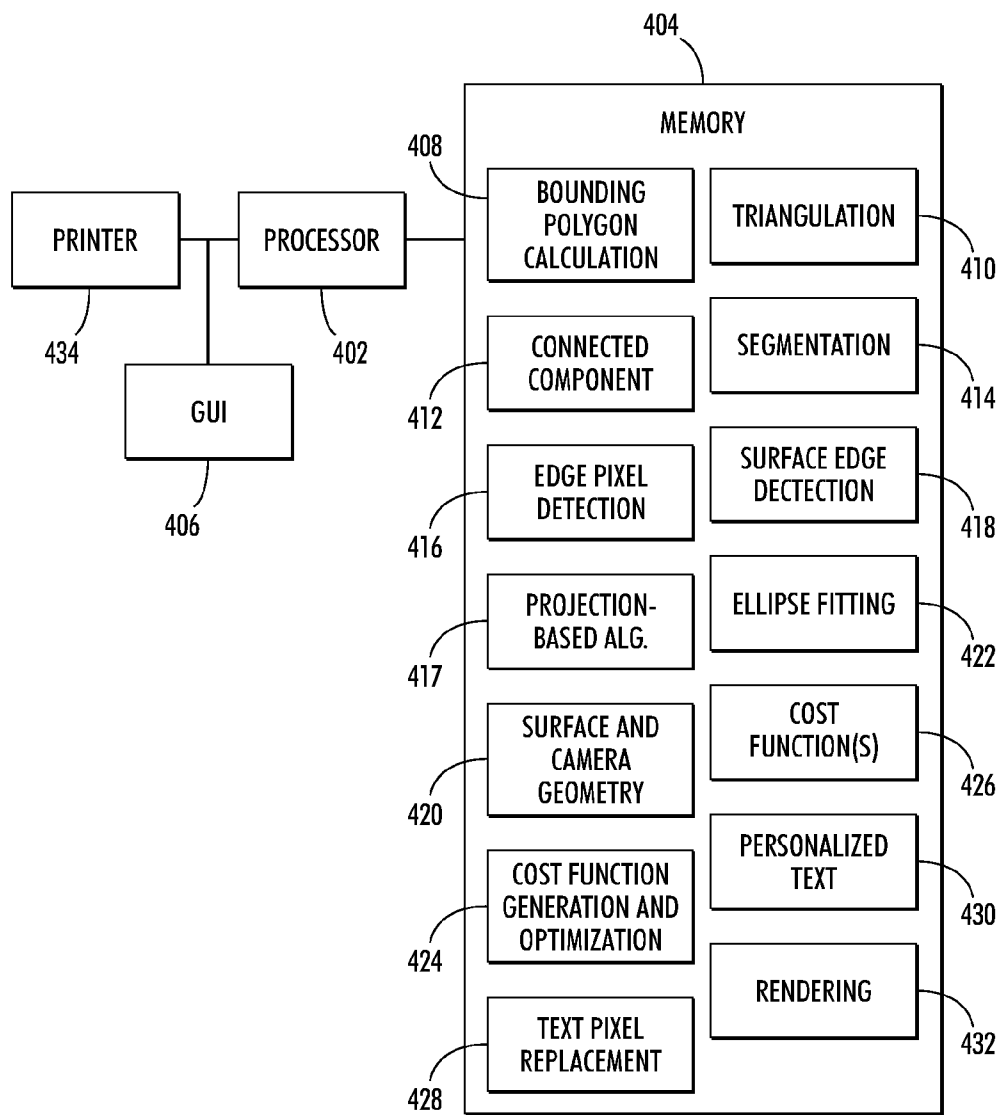 404
MEMORY
408
BOUNDING
POLYGON
CALCULATION
TRIANGULATION
410
PRINTER
434
PROCESSOR
402
GUI
406
CONNECTED
COMPONENT
412
SEGMENTATION
414
EDGE PIXEL
DETECTION
416
SURFACE EDGE
DECTECTION
418
PROJECTION-
BASED ALG.
417
ELLIPSE FITTING
422
SURFACE AND
CAMERA
GEOMETRY
420
COST
FUNCTION(S)
426
COST FUNCTION
GENERATION AND
OPTIMIZATION
424
PERSONALIZED
TEXT
430
TEXT PIXEL
REPLACEMENT
428
RENDERING
432